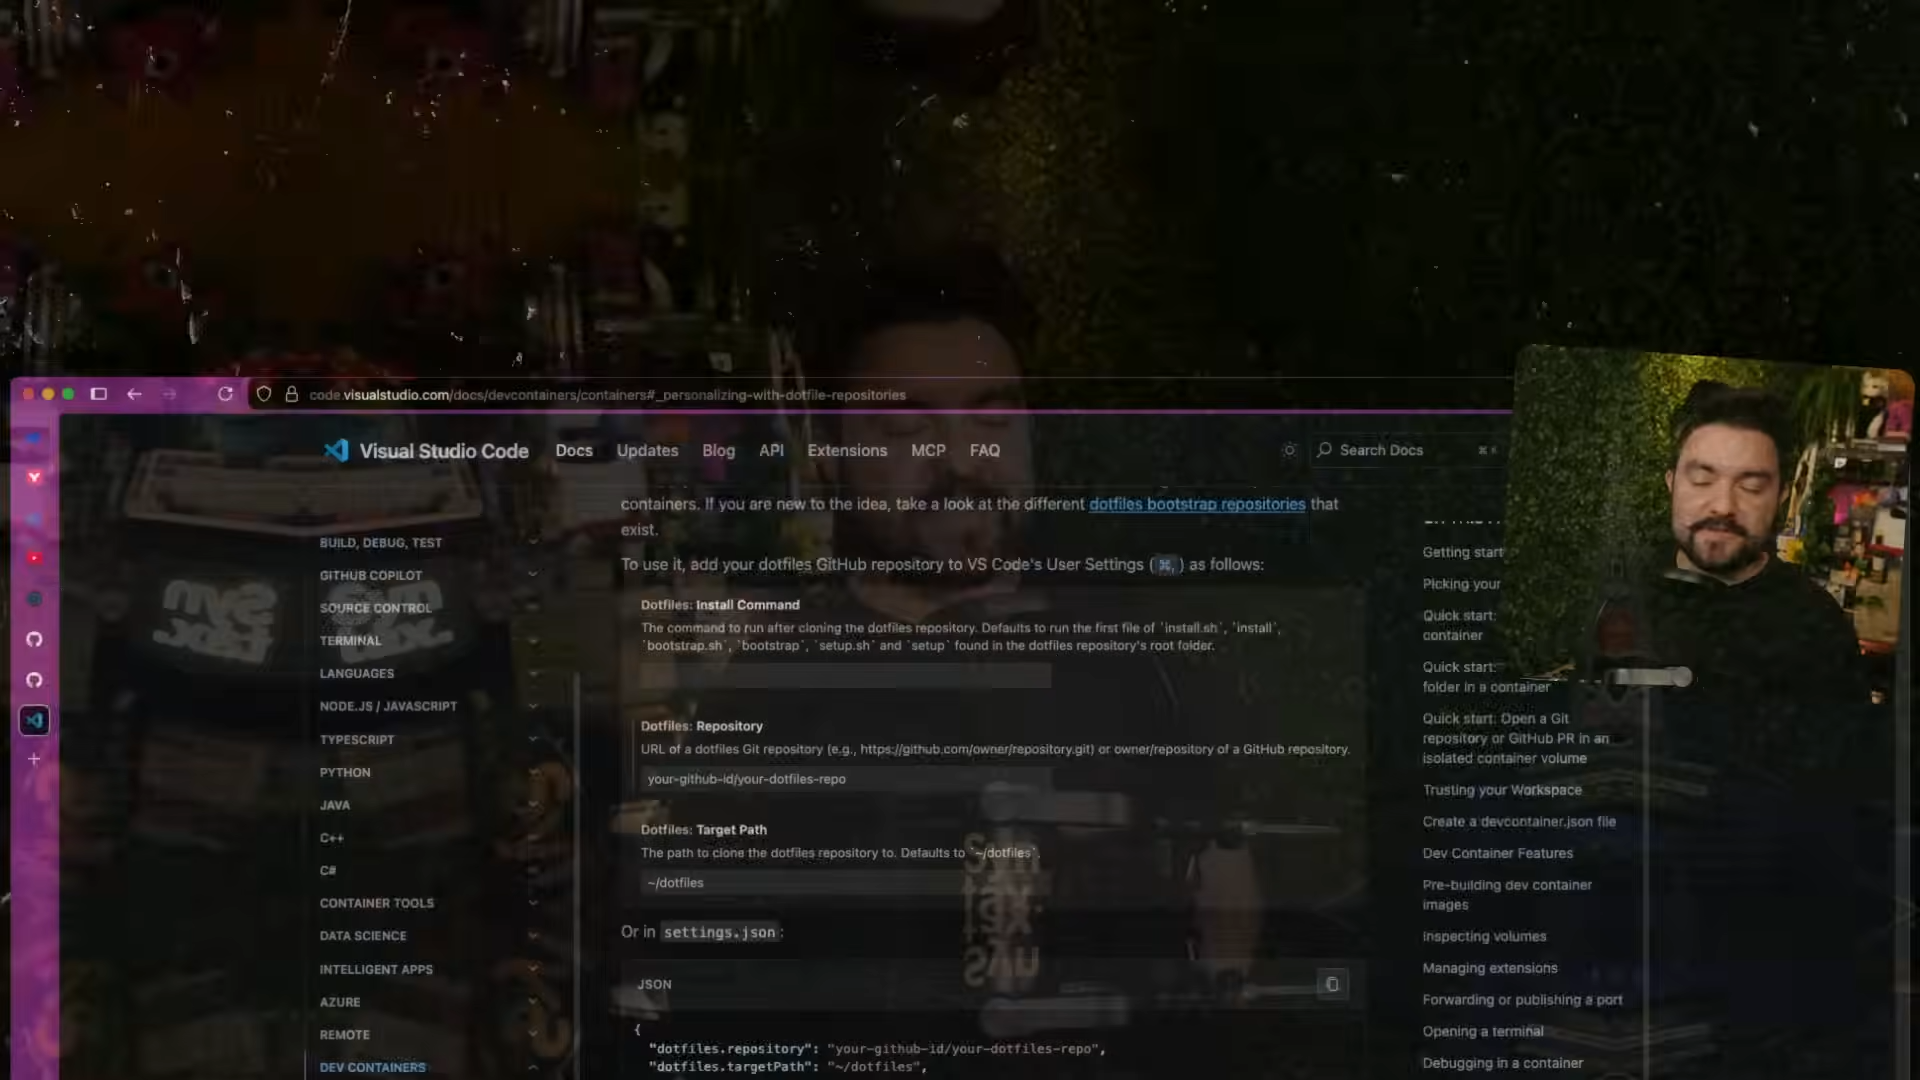 code.visualstudio.com/docs/devcontainers/containers#_personalizing-with-dotfile-repositories
Visual Studio Code Docs Updates Blog API Extensions MCP FAQ Search Docs ⌘ K
BUILD, DEBUG, TEST
GITHUB COPILOT
SOURCE CONTROL
TERMINAL
LANGUAGES
NODE.JS / JAVASCRIPT
TYPESCRIPT
PYTHON
JAVA
C++
C#
CONTAINER TOOLS
DATA SCIENCE
INTELLIGENT APPS
AZURE
REMOTE
DEV CONTAINERS
containers. If you are new to the idea, take a look at the different dotfiles bootstrap repositories that
exist.
To use it, add your dotfiles GitHub repository to VS Code's User Settings (⌘,) as follows:
Dotfiles: Install Command
The command to run after cloning the dotfiles repository. Defaults to run the first file of `install.sh`, `install`,
`bootstrap.sh`, `bootstrap`, `setup.sh` and `setup` found in the dotfiles repository's root folder.
Dotfiles: Repository
URL of a dotfiles Git repository (e.g., https://github.com/owner/repository.git) or owner/repository of a GitHub repository.
your-github-id/your-dotfiles-repo
Dotfiles: Target Path
The path to clone the dotfiles repository to. Defaults to `~/dotfiles`.
~/dotfiles
Or in settings.json:
JSON
{
"dotfiles.repository": "your-github-id/your-dotfiles-repo",
"dotfiles.targetPath": "~/dotfiles",
Getting start
Picking your
Quick start:
container
Quick start:
folder in a container
Quick start: Open a Git
repository or GitHub PR in an
isolated container volume
Trusting your Workspace
Create a devcontainer.json file
Dev Container Features
Pre-building dev container
images
Inspecting volumes
Managing extensions
Forwarding or publishing a port
Opening a terminal
Debugging in a container